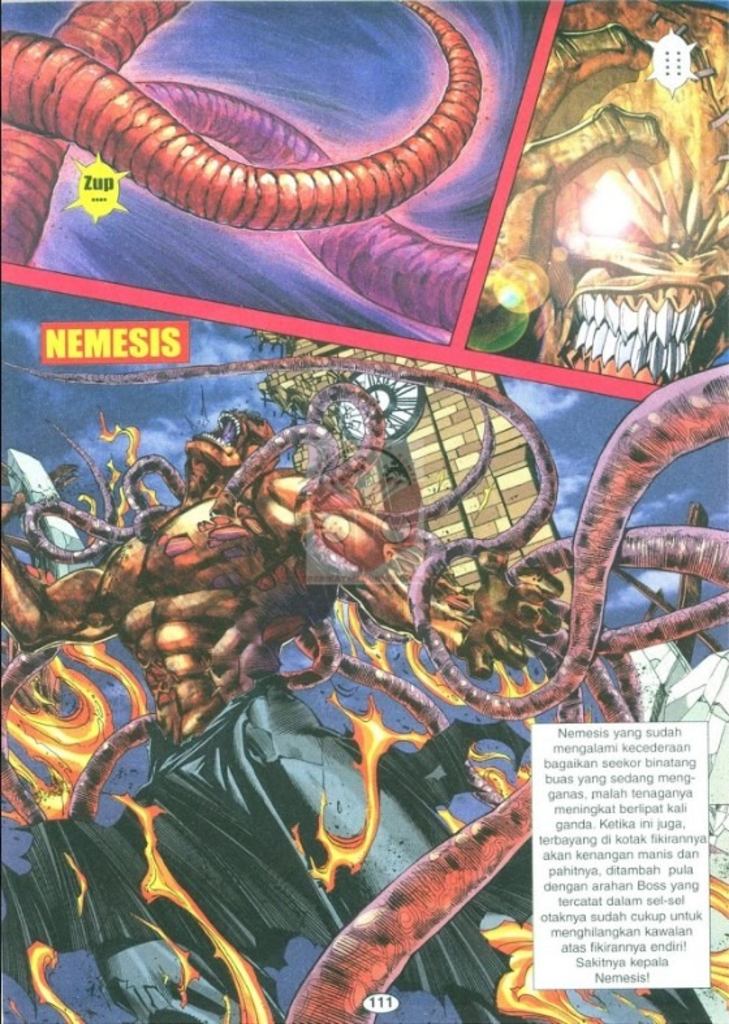 Zup
....
NEMESIS
Nemesis yang sudah
mengalami kecederaan
bagaikan seekor binatang
buas yang sedang meng-
ganas, malah tenaganya
meningkat berlipat kali
ganda. Ketika ini juga,
terbayang di kotak fikirannya
akan kenangan manis dan
pahitnya, ditambah pula
dengan arahan Boss yang
tercatat dalam sel-sel
otaknya sudah cukup untuk
menghilangkan kawalan
atas fikirannya endiri!
Sakitnya kepala
Nemesis!
111